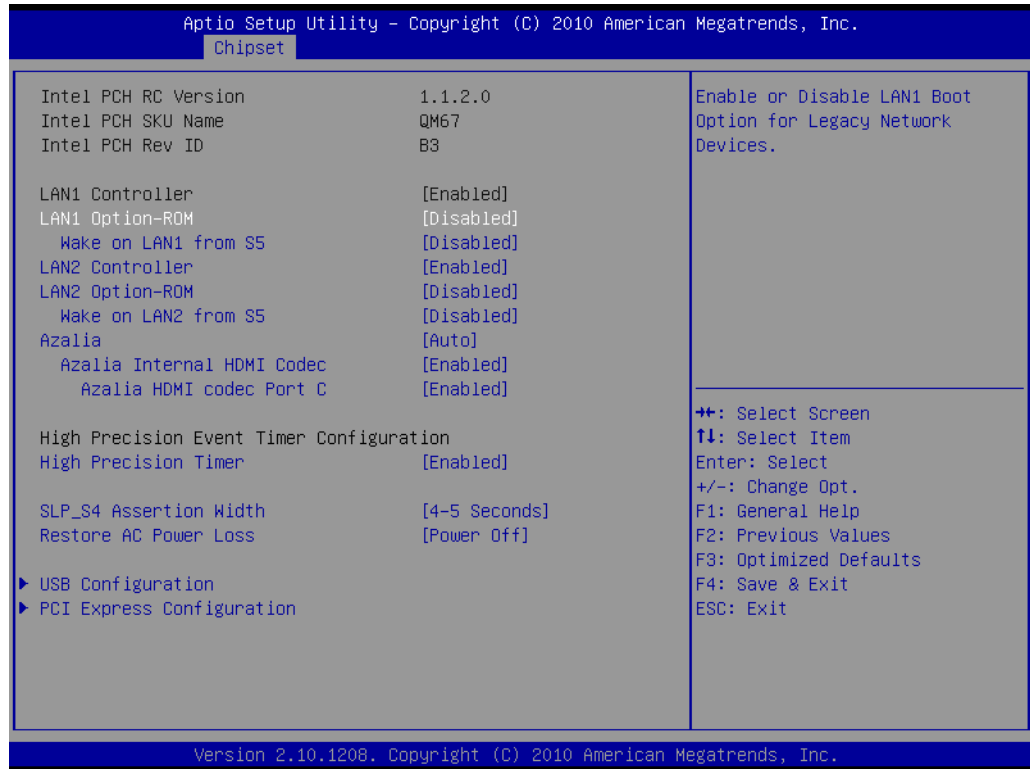 Aptio Setup Utility – Copyright (C) 2010 American Megatrends, Inc.
Chipset
Intel PCH RC Version 1.1.2.0
Intel PCH SKU Name QM67
Intel PCH Rev ID B3
LAN1 Controller [Enabled]
LAN1 Option-ROM [Disabled]
Wake on LAN1 from S5 [Disabled]
LAN2 Controller [Enabled]
LAN2 Option-ROM [Disabled]
Wake on LAN2 from S5 [Disabled]
Azalia [Auto]
Azalia Internal HDMI Codec [Enabled]
Azalia HDMI codec Port C [Enabled]
High Precision Event Timer Configuration
High Precision Timer [Enabled]
SLP_S4 Assertion Width [4-5 Seconds]
Restore AC Power Loss [Power Off]
USB Configuration
PCI Express Configuration
Enable or Disable LAN1 Boot
Option for Legacy Network
Devices.
→←: Select Screen
↑↓: Select Item
Enter: Select
+/-: Change Opt.
F1: General Help
F2: Previous Values
F3: Optimized Defaults
F4: Save & Exit
ESC: Exit
Version 2.10.1208. Copyright (C) 2010 American Megatrends, Inc.